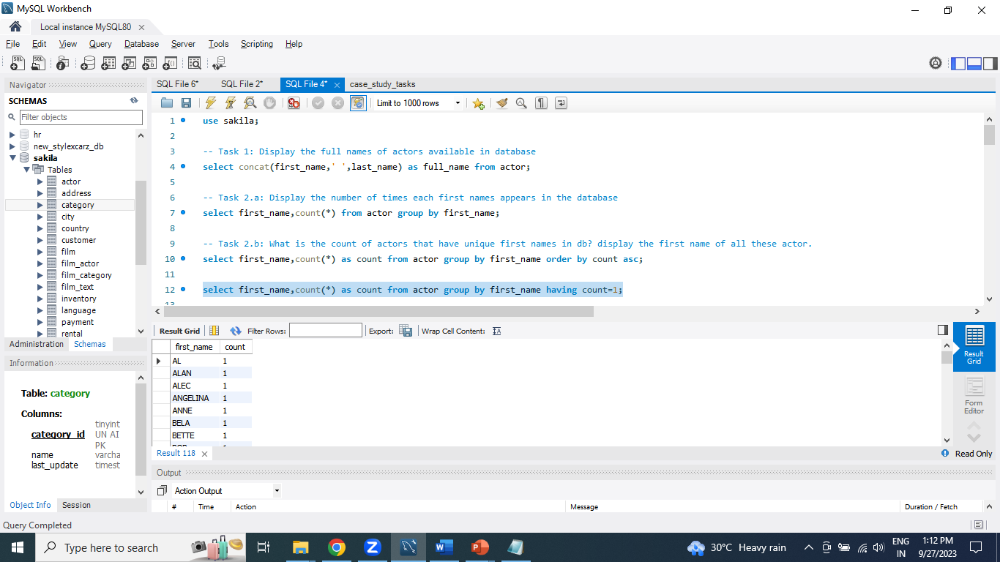 MySQL Workbench
Local instance MySQL80
File Edit View Query Database Server Tools Scripting Help
Navigator
SCHEMAS
Filter objects
hr
new_stylexcarz_db
sakila
Tables
actor
address
category
city
country
customer
film
film_actor
film_category
film_text
inventory
language
payment
rental
Administration Schemas
Information
Table: category
Columns:
category_id tinyint UN AI PK
name varcha
last_update timest
Object Info Session
SQL File 6* SQL File 2* SQL File 4* case_study_tasks
Limit to 1000 rows
1 use sakila;
2
3 -- Task 1: Display the full names of actors available in database
4 select concat(first_name,' ',last_name) as full_name from actor;
5
6 -- Task 2.a: Display the number of times each first names appears in the database
7 select first_name,count(*) from actor group by first_name;
8
9 -- Task 2.b: What is the count of actors that have unique first names in db? display the first name of all these actor.
10 select first_name,count(*) as count from actor group by first_name order by count asc;
11
12 select first_name,count(*) as count from actor group by first_name having count=1;
13
Result Grid Filter Rows: Export: Wrap Cell Content:
first_name count
AL 1
ALAN 1
ALEC 1
ANGELINA 1
ANNE 1
BELA 1
BETTE 1
Result Grid
Form Editor
Result 118
Read Only
Output
Action Output
# Time Action Message Duration / Fetch
Query Completed
Type here to search
30°C Heavy rain
ENG IN
1:12 PM
9/27/2023